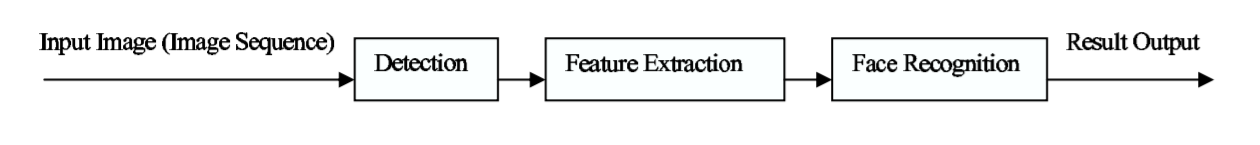 Input Image (Image Sequence)
Detection
Feature Extraction
Face Recognition
Result Output